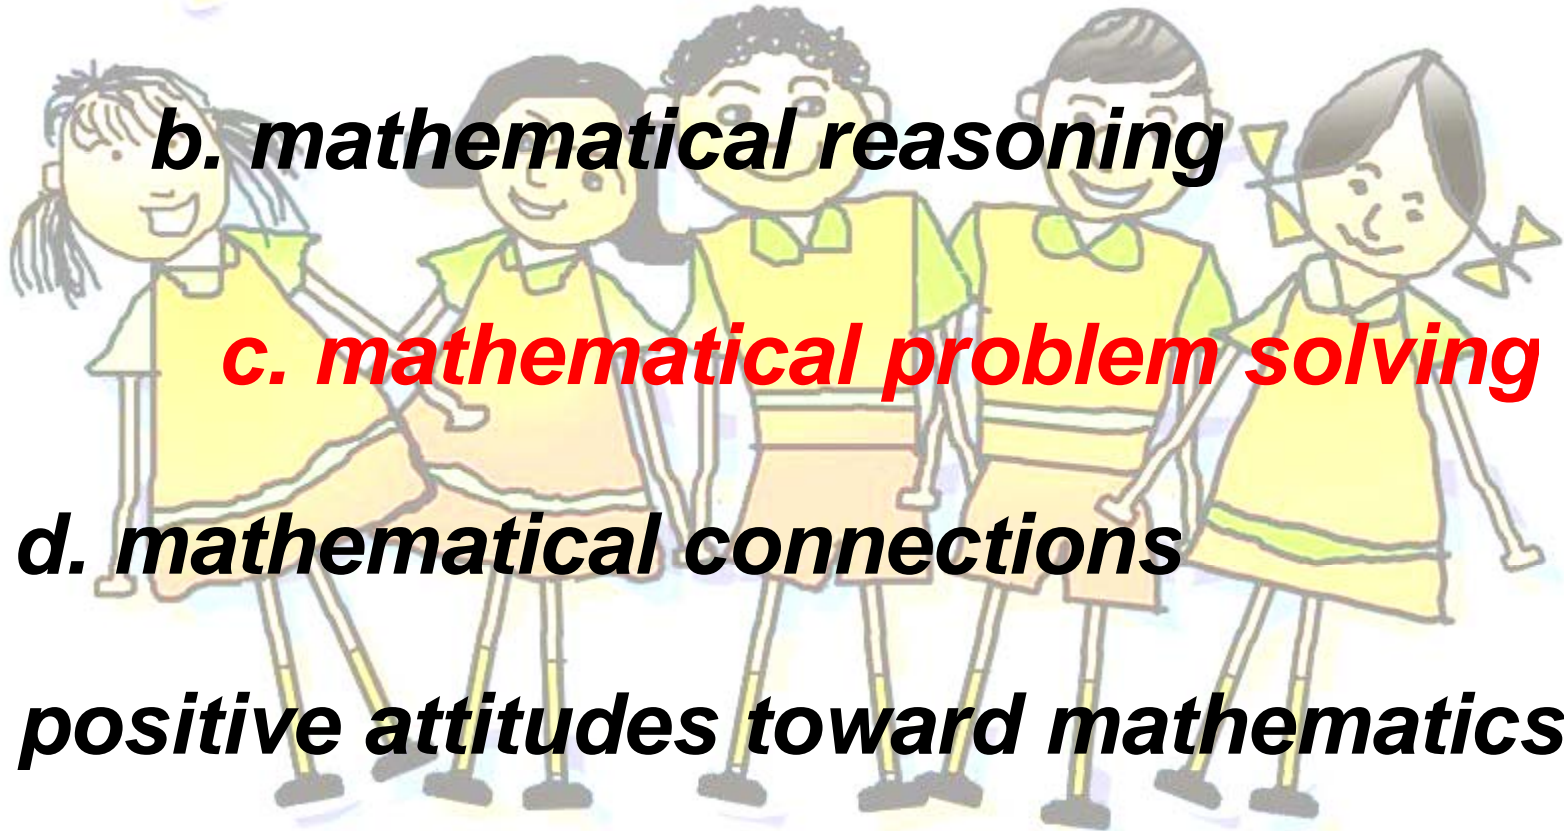 b. mathematical reasoning
c. mathematical problem solving
d. mathematical connections
positive attitudes toward mathematics